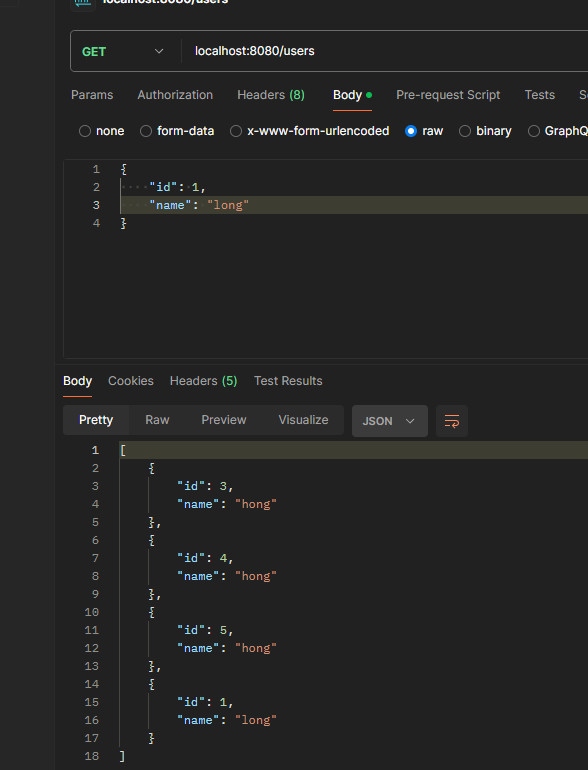 localhost:8080/users
GET localhost:8080/users
Params Authorization Headers (8) Body Pre-request Script Tests
none form-data x-www-form-urlencoded raw binary GraphQ
1 {
2 "id": 1,
3 "name": "long"
4 }
Body Cookies Headers (5) Test Results
Pretty Raw Preview Visualize JSON
1 [
2 {
3 "id": 3,
4 "name": "hong"
5 },
6 {
7 "id": 4,
8 "name": "hong"
9 },
10 {
11 "id": 5,
12 "name": "hong"
13 },
14 {
15 "id": 1,
16 "name": "long"
17 }
18 ]